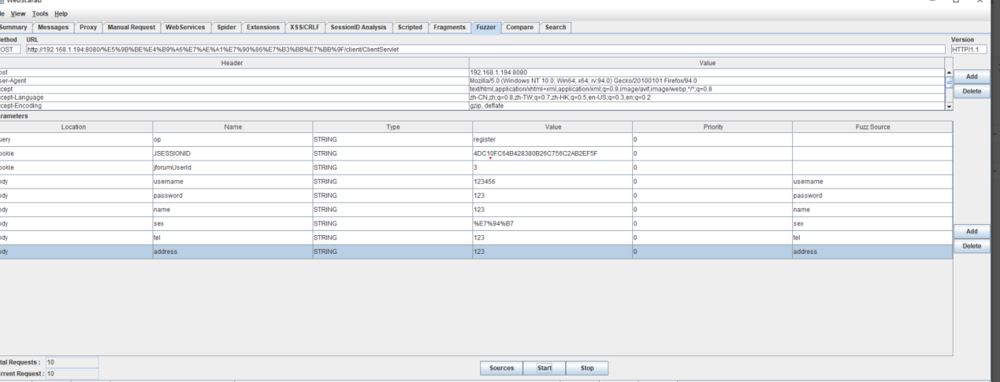 WebScarab
le View Tools Help
Summary Messages Proxy Manual Request WebServices Spider Extensions XSS/CRLF SessionID Analysis Scripted Fragments Fuzzer Compare Search
Method URL Version
POST http://192.168.1.194:8080/%E5%9B%BE%E4%B9%A6%E7%AE%A1%E7%90%86%E7%B3%BB%E7%BB%9F/client/ClientServlet HTTP/1.1
Header Value
ost 192.168.1.194:8080 Add
ser-Agent Mozilla/5.0 (Windows NT 10.0; Win64; x64; rv:94.0) Gecko/20100101 Firefox/94.0
ccept text/html,application/xhtml+xml,application/xml;q=0.9,image/avif,image/webp,*/*;q=0.8 Delete
ccept-Language zh-CN,zh;q=0.8,zh-TW;q=0.7,zh-HK;q=0.5,en-US;q=0.3,en;q=0.2
ccept-Encoding gzip, deflate
arameters
Location Name Type Value Priority Fuzz Source
uery op STRING register 0
ookie JSESSIONID STRING 4DC10FC64B428380B26C756C2AB2EF5F 0
ookie jforumUserId STRING 3 0
ody username STRING 123456 0 username
ody password STRING 123 0 password
ody name STRING 123 0 name
ody sex STRING %E7%94%B7 0 sex
ody tel STRING 123 0 tel Add
ody address STRING 123 0 address Delete
tal Requests : 10
rrent Request : 10 Sources Start Stop